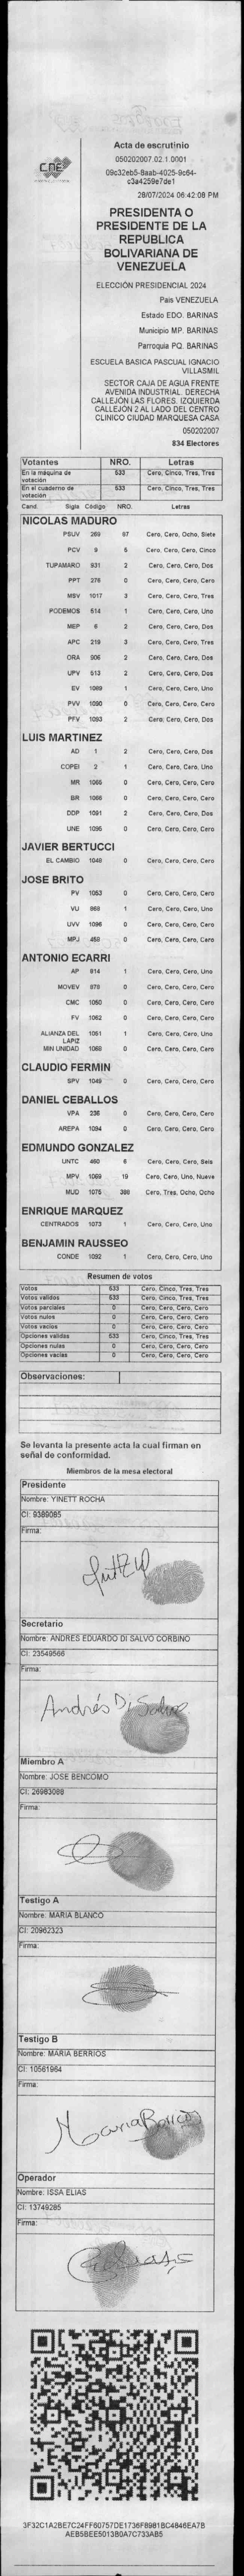 CNE
Acta de escrutinio
050202007.02.1.0001
09c32eb5-8aab-4025-9c64-
c3a4259e7de1
28/07/2024 06:42:08 PM
PRESIDENTA O
PRESIDENTE DE LA
REPUBLICA
BOLIVARIANA DE
VENEZUELA
ELECCIÓN PRESIDENCIAL 2024
Pais VENEZUELA
Estado EDO. BARINAS
Municipio MP. BARINAS
Parroquia PQ. BARINAS
ESCUELA BASICA PASCUAL IGNACIO
VILLASMIL
SECTOR CAJA DE AGUA FRENTE
AVENIDA INDUSTRIAL. DERECHA
CALLEJÓN LAS FLORES. IZQUIERDA
CALLEJÓN 2 AL LADO DEL CENTRO
CLINICO CIUDAD MARQUESA CASA
050202007
834 Electores
Votantes NRO. Letras
En la máquina de votación 533 Cero, Cinco, Tres, Tres
En el cuaderno de votación 533 Cero, Cinco, Tres, Tres
Cand. Sigla Código NRO. Letras
NICOLAS MADURO
PSUV 269 87 Cero, Cero, Ocho, Siete
PCV 9 5 Cero, Cero, Cero, Cinco
TUPAMARO 931 2 Cero, Cero, Cero, Dos
PPT 276 0 Cero, Cero, Cero, Cero
MSV 1017 3 Cero, Cero, Cero, Tres
PODEMOS 514 1 Cero, Cero, Cero, Uno
MEP 6 2 Cero, Cero, Cero, Dos
APC 219 3 Cero, Cero, Cero, Tres
ORA 906 2 Cero, Cero, Cero, Dos
UPV 513 2 Cero, Cero, Cero, Dos
EV 1089 1 Cero, Cero, Cero, Uno
PVV 1090 0 Cero, Cero, Cero, Cero
PFV 1093 2 Cero, Cero, Cero, Dos
LUIS MARTINEZ
AD 1 2 Cero, Cero, Cero, Dos
COPEI 2 1 Cero, Cero, Cero, Uno
MR 1065 0 Cero, Cero, Cero, Cero
BR 1066 0 Cero, Cero, Cero, Cero
DDP 1091 2 Cero, Cero, Cero, Dos
UNE 1095 0 Cero, Cero, Cero, Cero
JAVIER BERTUCCI
EL CAMBIO 1048 0 Cero, Cero, Cero, Cero
JOSE BRITO
PV 1053 0 Cero, Cero, Cero, Cero
VU 868 1 Cero, Cero, Cero, Uno
UVV 1096 0 Cero, Cero, Cero, Cero
MPJ 458 0 Cero, Cero, Cero, Cero
ANTONIO ECARRI
AP 814 1 Cero, Cero, Cero, Uno
MOVEV 878 0 Cero, Cero, Cero, Cero
CMC 1050 0 Cero, Cero, Cero, Cero
FV 1062 0 Cero, Cero, Cero, Cero
ALIANZA DEL LAPIZ 1051 1 Cero, Cero, Cero, Uno
MIN UNIDAD 1069 0 Cero, Cero, Cero, Cero
CLAUDIO FERMIN
SPV 1049 0 Cero, Cero, Cero, Cero
DANIEL CEBALLOS
VPA 236 0 Cero, Cero, Cero, Cero
AREPA 1094 0 Cero, Cero, Cero, Cero
EDMUNDO GONZALEZ
UNTC 460 6 Cero, Cero, Cero, Seis
MPV 1069 19 Cero, Cero, Uno, Nueve
MUD 1075 388 Cero, Tres, Ocho, Ocho
ENRIQUE MARQUEZ
CENTRADOS 1073 1 Cero, Cero, Cero, Uno
BENJAMIN RAUSSEO
CONDE 1092 1 Cero, Cero, Cero, Uno
Resumen de votos
Votos 533 Cero, Cinco, Tres, Tres
Votos validos 533 Cero, Cinco, Tres, Tres
Votos parciales 0 Cero, Cero, Cero, Cero
Votos nulos 0 Cero, Cero, Cero, Cero
Votos vacios 0 Cero, Cero, Cero, Cero
Opciones validas 533 Cero, Cinco, Tres, Tres
Opciones nulas 0 Cero, Cero, Cero, Cero
Opciones vacias 0 Cero, Cero, Cero, Cero
Observaciones:
Se levanta la presente acta la cual firman en
señal de conformidad.
Miembros de la mesa electoral
Presidente
Nombre: YINETT ROCHA
CI: 9389085
Firma:
Secretario
Nombre: ANDRES EDUARDO DI SALVO CORBINO
CI: 23549566
Firma:
Andrés Di Salvo
Miembro A
Nombre: JOSE BENCOMO
CI: 26983088
Firma:
Testigo A
Nombre: MARIA BLANCO
CI: 20962323
Firma:
Testigo B
Nombre: MARIA BERRIOS
CI: 10561964
Firma:
Maria Berrios
Operador
Nombre: ISSA ELIAS
CI: 13749285
Firma:
3F32C1A2BE7C24FF60757DE1736FB981BC4846EA7B
AEB5BEE5013B0A7C733AB5